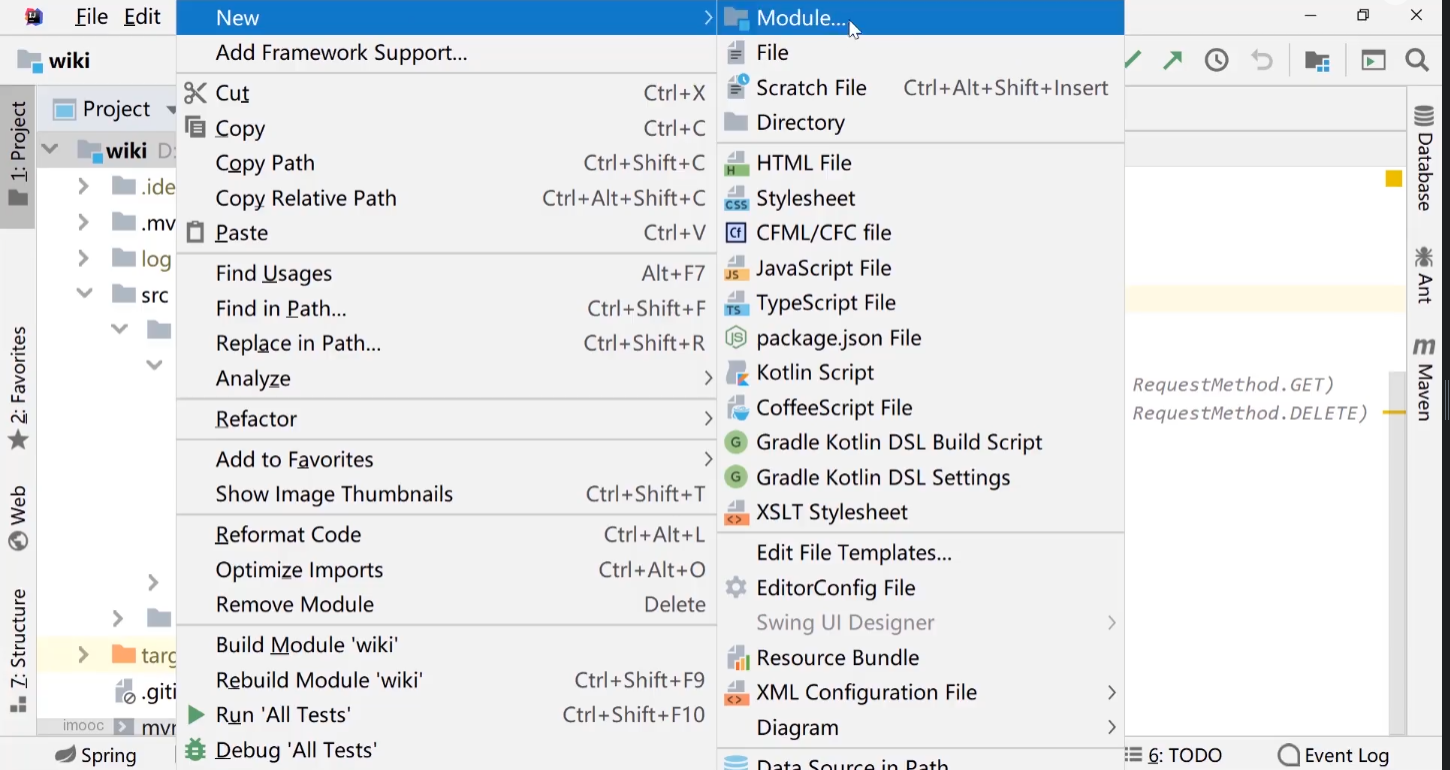 File Edit
wiki
1: Project
2: Favorites
Web
7: Structure
Project
wiki D:
.ide
.mv
log
src
targ
.giti
mvn
imooc
Spring
New
Add Framework Support...
Cut Ctrl+X
Copy Ctrl+C
Copy Path Ctrl+Shift+C
Copy Relative Path Ctrl+Alt+Shift+C
Paste Ctrl+V
Find Usages Alt+F7
Find in Path... Ctrl+Shift+F
Replace in Path... Ctrl+Shift+R
Analyze
Refactor
Add to Favorites
Show Image Thumbnails Ctrl+Shift+T
Reformat Code Ctrl+Alt+L
Optimize Imports Ctrl+Alt+O
Remove Module Delete
Build Module 'wiki'
Rebuild Module 'wiki' Ctrl+Shift+F9
Run 'All Tests' Ctrl+Shift+F10
Debug 'All Tests'
Module...
File
Scratch File Ctrl+Alt+Shift+Insert
Directory
HTML File
Stylesheet
CFML/CFC file
JavaScript File
TypeScript File
package.json File
Kotlin Script
CoffeeScript File
Gradle Kotlin DSL Build Script
Gradle Kotlin DSL Settings
XSLT Stylesheet
Edit File Templates...
EditorConfig File
Swing UI Designer
Resource Bundle
XML Configuration File
Diagram
Data Source in Path
RequestMethod.GET)
RequestMethod.DELETE)
Database
Ant
Maven
6: TODO
Event Log